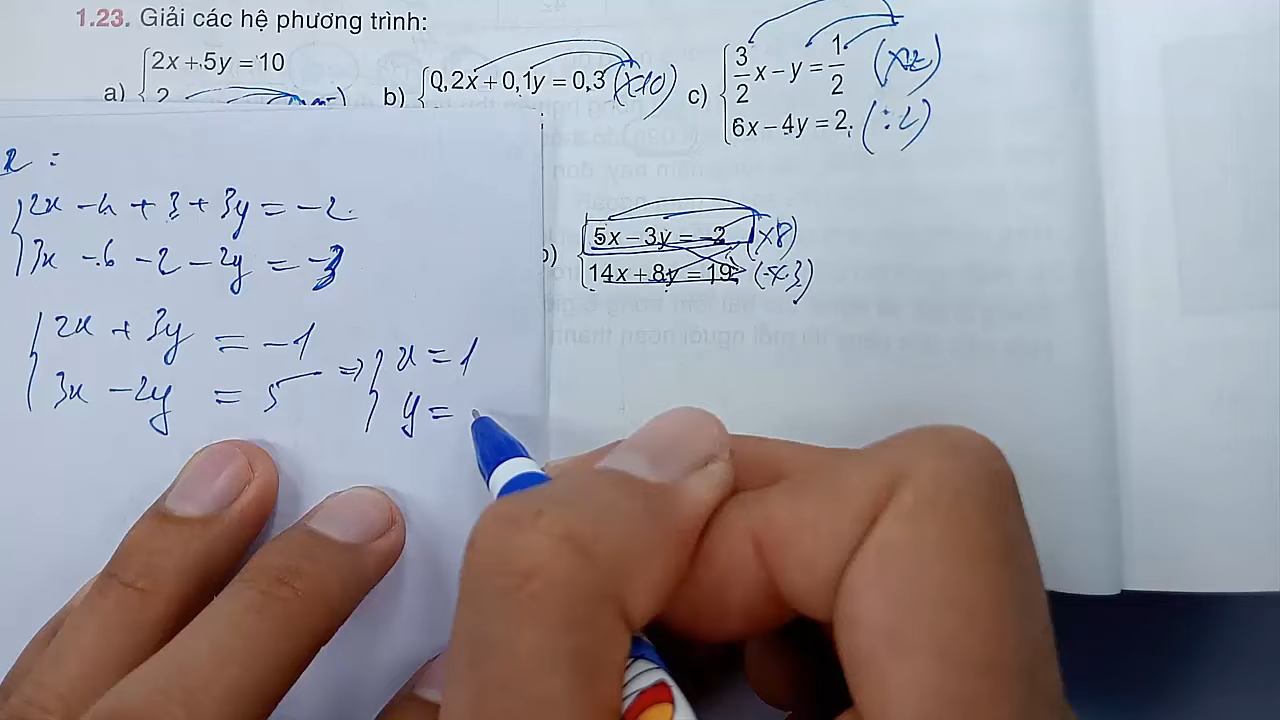 1.23. Giải các hệ phương trình:
a) 2x + 5y = 10
b) 0,2x + 0,1y = 0,3 (x10)
c) 3/2 x − y = 1/2 (x2)
6x − 4y = 2. (: 2)
2x − 4 + 3 + 3y = −2
3x − 6 − 2 − 2y = −3
2x + 3y = −1
3x − 2y = 5
=> x = 1
y =
b) 5x − 3y = −2 (x8)
14x + 8y = 19 (x3)